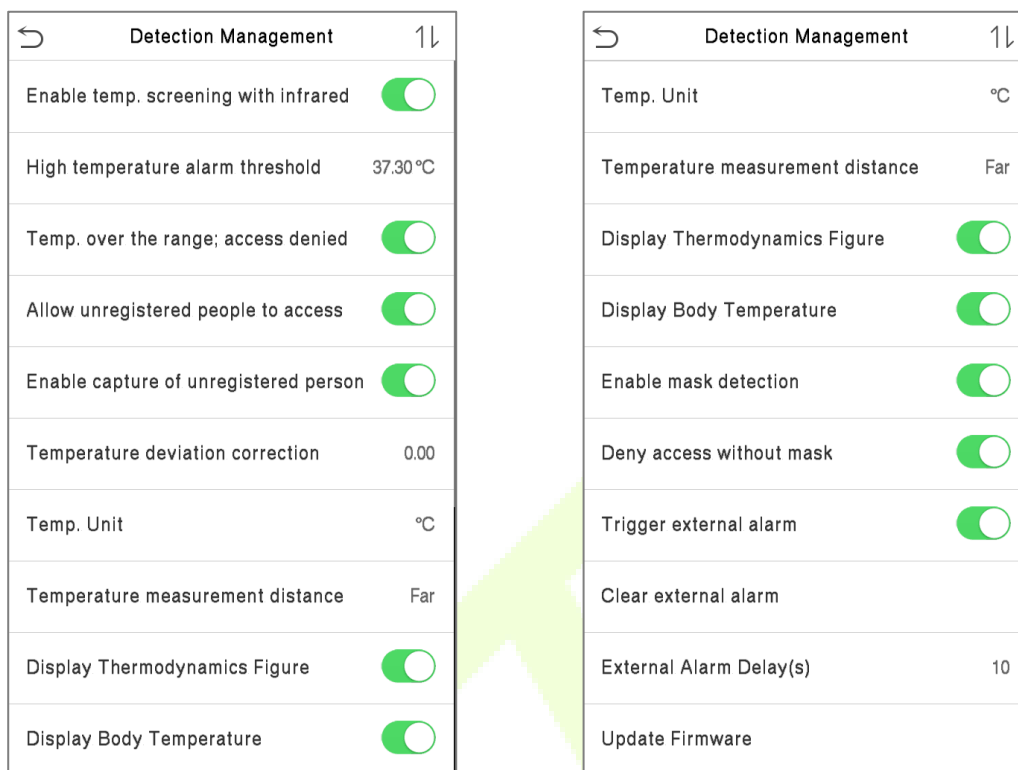 Detection Management
Enable temp. screening with infrared
High temperature alarm threshold 37.30 °C
Temp. over the range; access denied
Allow unregistered people to access
Enable capture of unregistered person
Temperature deviation correction 0.00
Temp. Unit °C
Temperature measurement distance Far
Display Thermodynamics Figure
Display Body Temperature
Detection Management
Temp. Unit °C
Temperature measurement distance Far
Display Thermodynamics Figure
Display Body Temperature
Enable mask detection
Deny access without mask
Trigger external alarm
Clear external alarm
External Alarm Delay(s) 10
Update Firmware